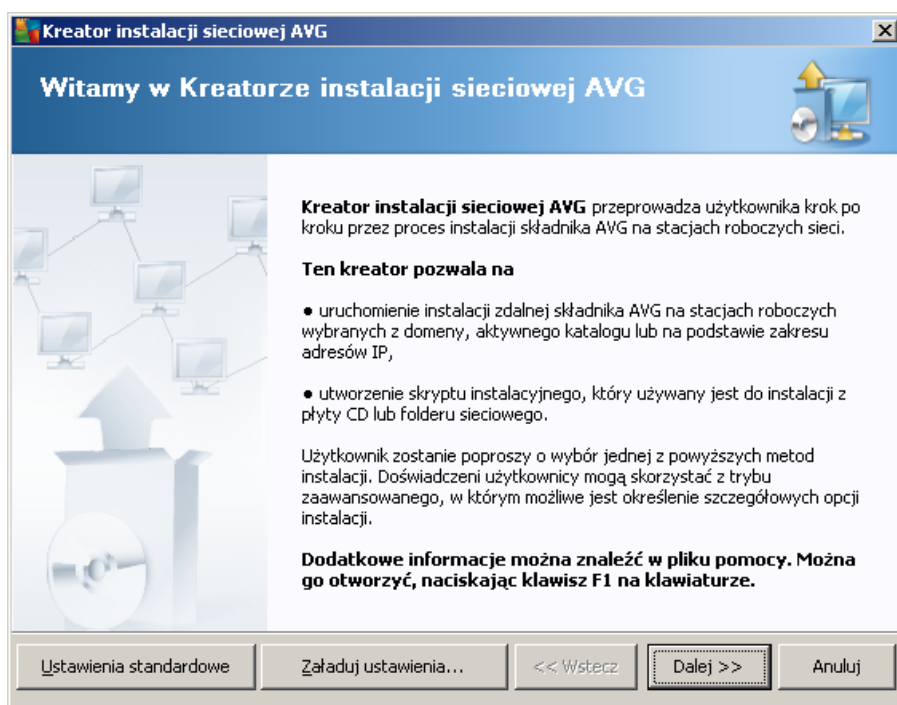 Kreator instalacji sieciowej AVG
Witamy w Kreatorze instalacji sieciowej AVG
Kreator instalacji sieciowej AVG przeprowadza użytkownika krok po
kroku przez proces instalacji składnika AVG na stacjach roboczych sieci.
Ten kreator pozwala na
● uruchomienie instalacji zdalnej składnika AVG na stacjach roboczych
wybranych z domeny, aktywnego katalogu lub na podstawie zakresu
adresów IP,
● utworzenie skryptu instalacyjnego, który używany jest do instalacji z
płyty CD lub folderu sieciowego.
Użytkownik zostanie poproszy o wybór jednej z powyższych metod
instalacji. Doświadczeni użytkownicy mogą skorzystać z trybu
zaawansowanego, w którym możliwe jest określenie szczegółowych opcji
instalacji.
Dodatkowe informacje można znaleźć w pliku pomocy. Można
go otworzyć, naciskając klawisz F1 na klawiaturze.
Ustawienia standardowe Załaduj ustawienia... << Wstecz Dalej >> Anuluj